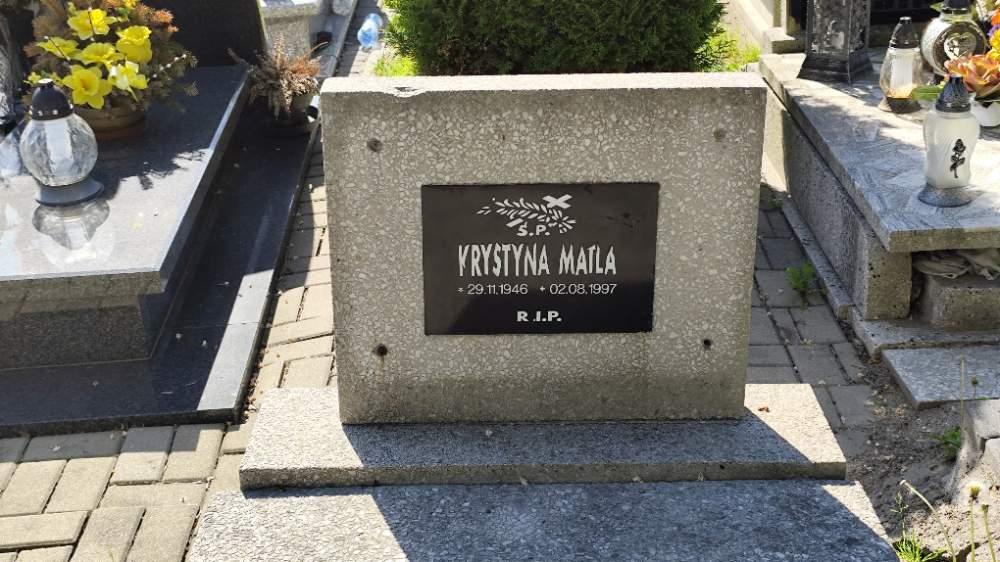 Ś.P.
KRYSTYNA MATLA
* 29.11.1946 + 02.08.1997
R.I.P.